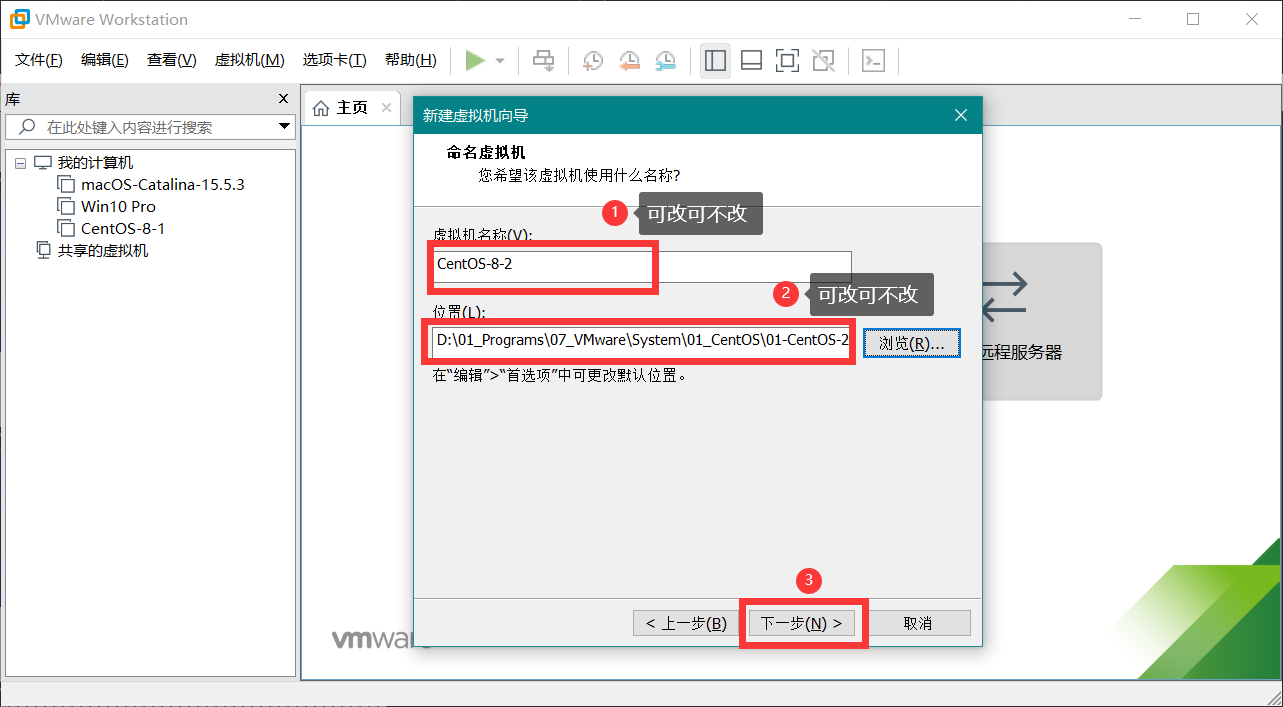 VMware Workstation
文件(F) 编辑(E) 查看(V) 虚拟机(M) 选项卡(T) 帮助(H)
库
在此处键入内容进行搜索
我的计算机
macOS-Catalina-15.5.3
Win10 Pro
CentOS-8-1
共享的虚拟机
主页
新建虚拟机向导
命名虚拟机
您希望该虚拟机使用什么名称?
1 可改可不改
虚拟机名称(V):
CentOS-8-2
2 可改可不改
位置(L):
D:\01_Programs\07_VMware\System\01_CentOS\01-CentOS-2
浏览(R)...
在“编辑”>“首选项”中可更改默认位置。
远程服务器
3
< 上一步(B) 下一步(N) > 取消
vmwar